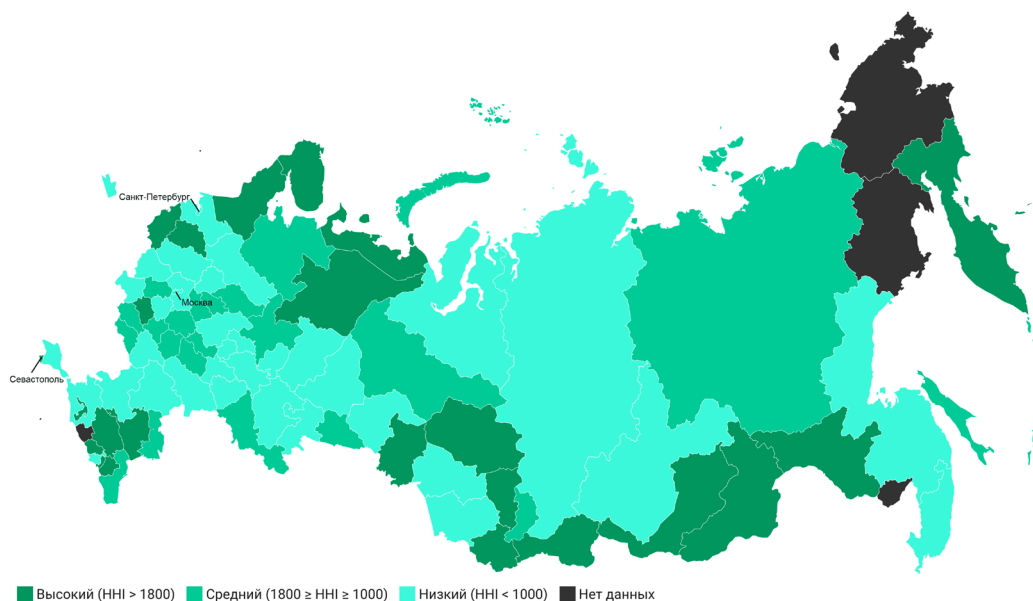 Санкт-Петербург
Москва
Севастополь
Высокий (HHI > 1800) Средний (1800 ≥ HHI ≥ 1000) Низкий (HHI < 1000) Нет данных